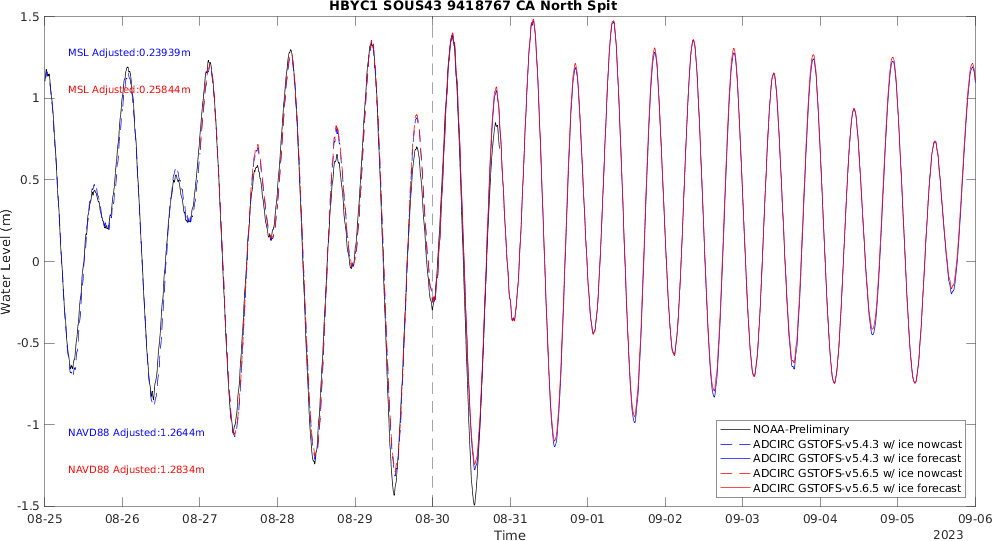 HBYC1 SOUS43 9418767 CA North Spit
1.5
1
0.5
0
-0.5
-1
-1.5
Water Level (m)
MSL Adjusted:0.23939m
MSL Adjusted:0.25844m
NAVD88 Adjusted:1.2644m
NAVD88 Adjusted:1.2834m
NOAA-Preliminary
ADCIRC GSTOFS-v5.4.3 w/ ice nowcast
ADCIRC GSTOFS-v5.4.3 w/ ice forecast
ADCIRC GSTOFS-v5.6.5 w/ ice nowcast
ADCIRC GSTOFS-v5.6.5 w/ ice forecast
08-25 08-26 08-27 08-28 08-29 08-30 08-31 09-01 09-02 09-03 09-04 09-05 09-06
Time
2023